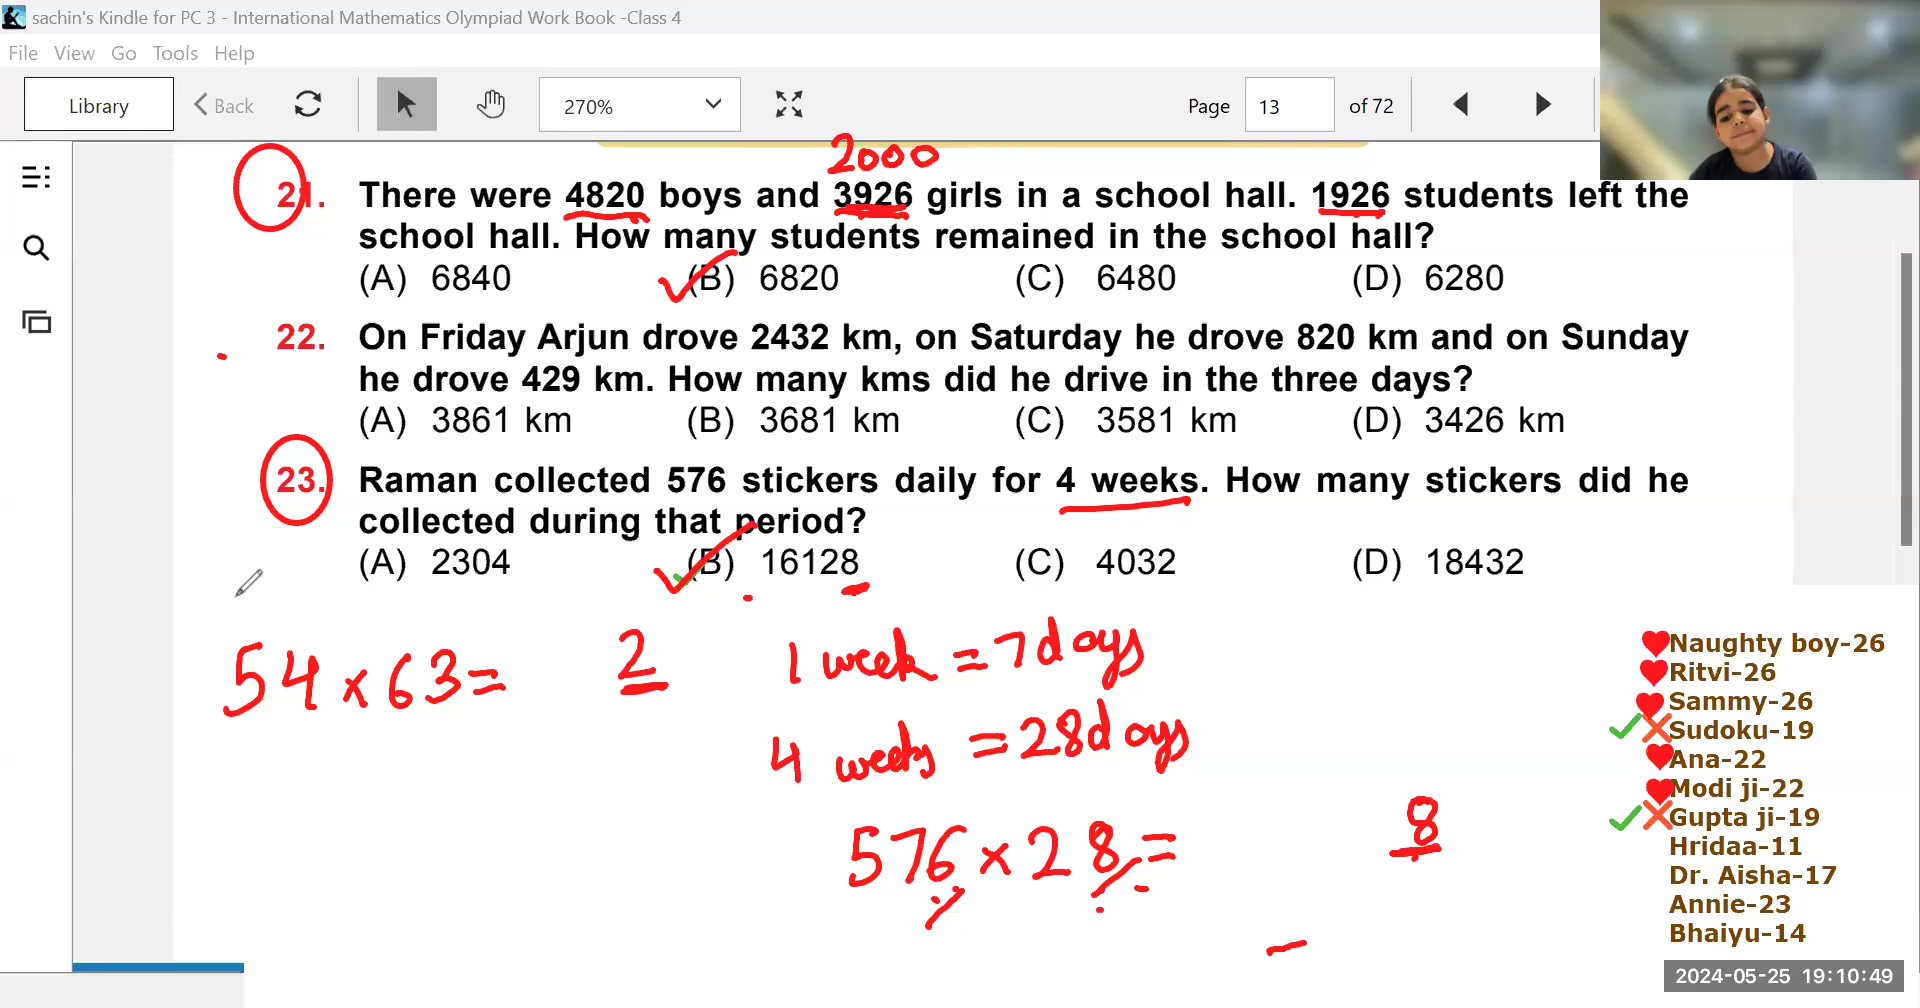 sachin's Kindle for PC 3 - International Mathematics Olympiad Work Book -Class 4
File View Go Tools Help
Library Back 270% Page 13 of 72
2000
21. There were 4820 boys and 3926 girls in a school hall. 1926 students left the
school hall. How many students remained in the school hall?
(A) 6840 (B) 6820 (C) 6480 (D) 6280
22. On Friday Arjun drove 2432 km, on Saturday he drove 820 km and on Sunday
he drove 429 km. How many kms did he drive in the three days?
(A) 3861 km (B) 3681 km (C) 3581 km (D) 3426 km
23. Raman collected 576 stickers daily for 4 weeks. How many stickers did he
collected during that period?
(A) 2304 (B) 16128 (C) 4032 (D) 18432
54 x 63 = 2
1 week = 7 days
4 weeks = 28 days
576 x 28 = 8
Naughty boy-26
Ritvi-26
Sammy-26
Sudoku-19
Ana-22
Modi ji-22
Gupta ji-19
Hridaa-11
Dr. Aisha-17
Annie-23
Bhaiyu-14
2024-05-25 19:10:49